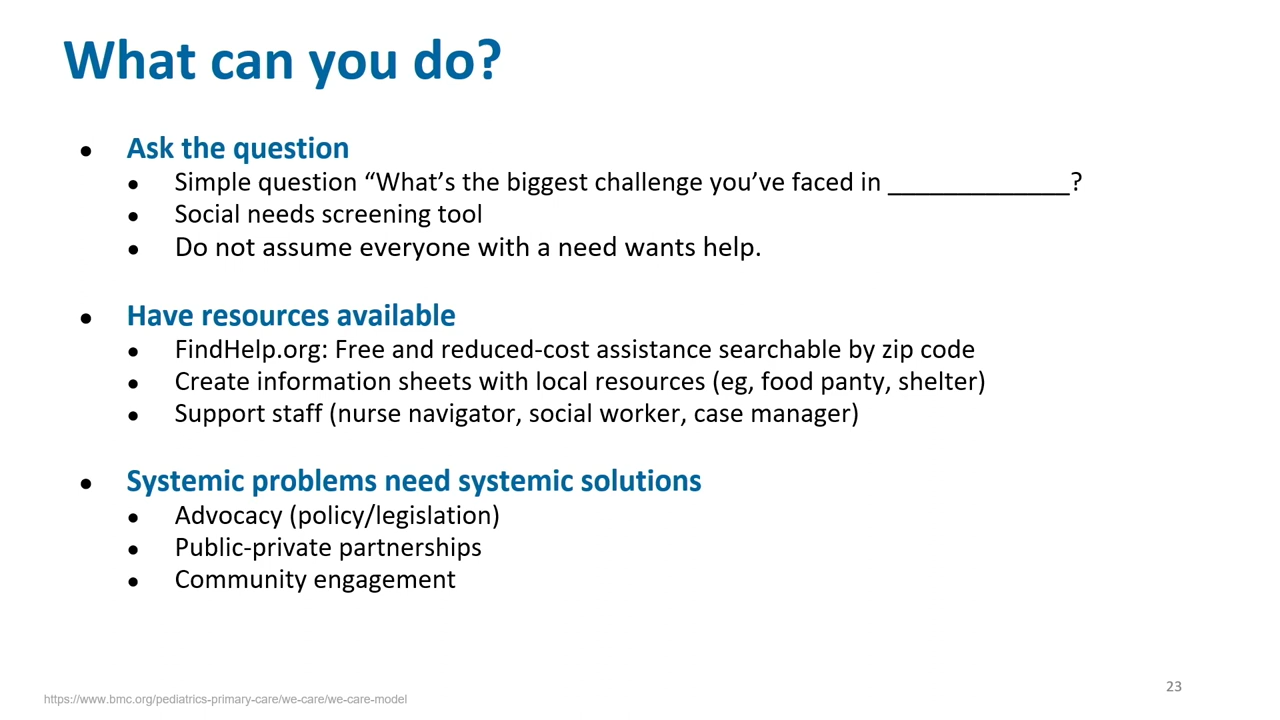 What can you do?
● Ask the question
● Simple question “What’s the biggest challenge you’ve faced in ______________?
● Social needs screening tool
● Do not assume everyone with a need wants help.
● Have resources available
● FindHelp.org: Free and reduced-cost assistance searchable by zip code
● Create information sheets with local resources (eg, food panty, shelter)
● Support staff (nurse navigator, social worker, case manager)
● Systemic problems need systemic solutions
● Advocacy (policy/legislation)
● Public-private partnerships
● Community engagement
https://www.bmc.org/pediatrics-primary-care/we-care/we-care-model
23